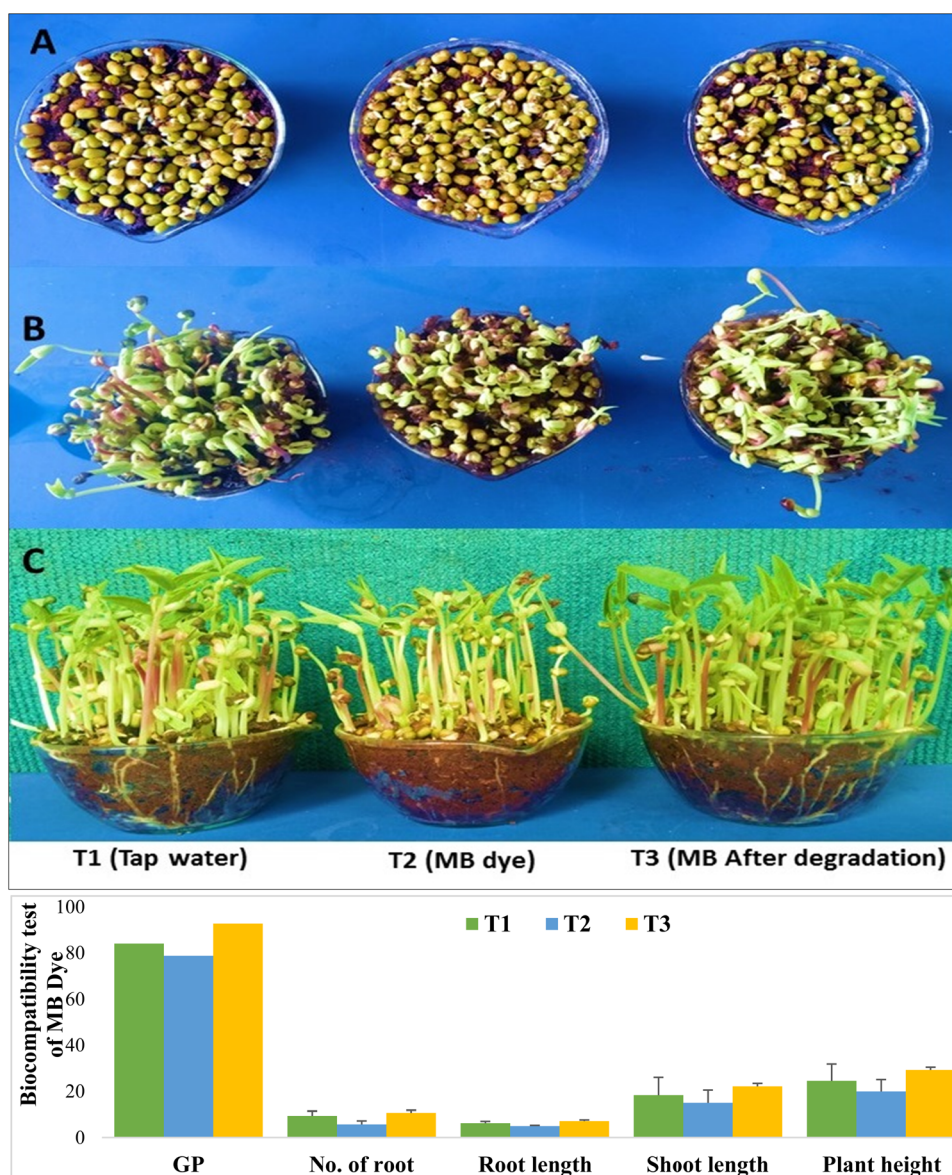 A
B
C
T1 (Tap water) T2 (MB dye) T3 (MB After degradation)
Biocompatibility test
of MB Dye
100
80
60
40
20
0
T1 T2 T3
GP No. of root Root length Shoot length Plant height